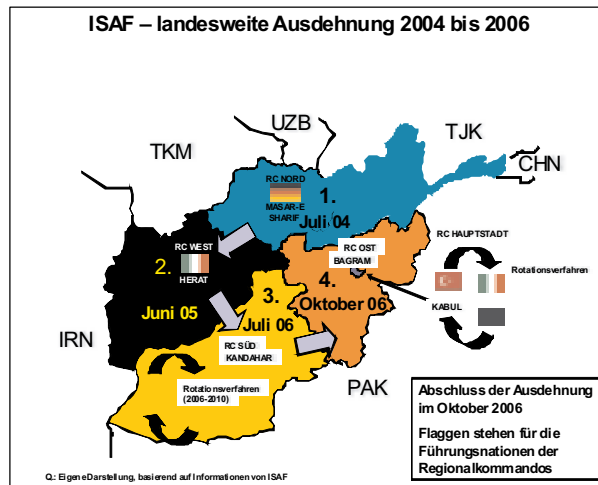 ISAF – landesweite Ausdehnung 2004 bis 2006
UZB
TJK
TKM
CHN
RC NORD
MASAR-E
SHARIF
1.
Juli 04
RC WEST
HERAT
2.
Juni 05
RC OST
BAGRAM
4.
Oktober 06
RC HAUPTSTADT
Rotationsverfahren
KABUL
3.
Juli 06
RC SÜD
KANDAHAR
IRN
Rotationsverfahren
(2006-2010)
PAK
Abschluss der Ausdehnung
im Oktober 2006
Flaggen stehen für die
Führungsnationen der
Regionalkommandos
Q.: Eigene Darstellung, basierend auf Informationen von ISAF